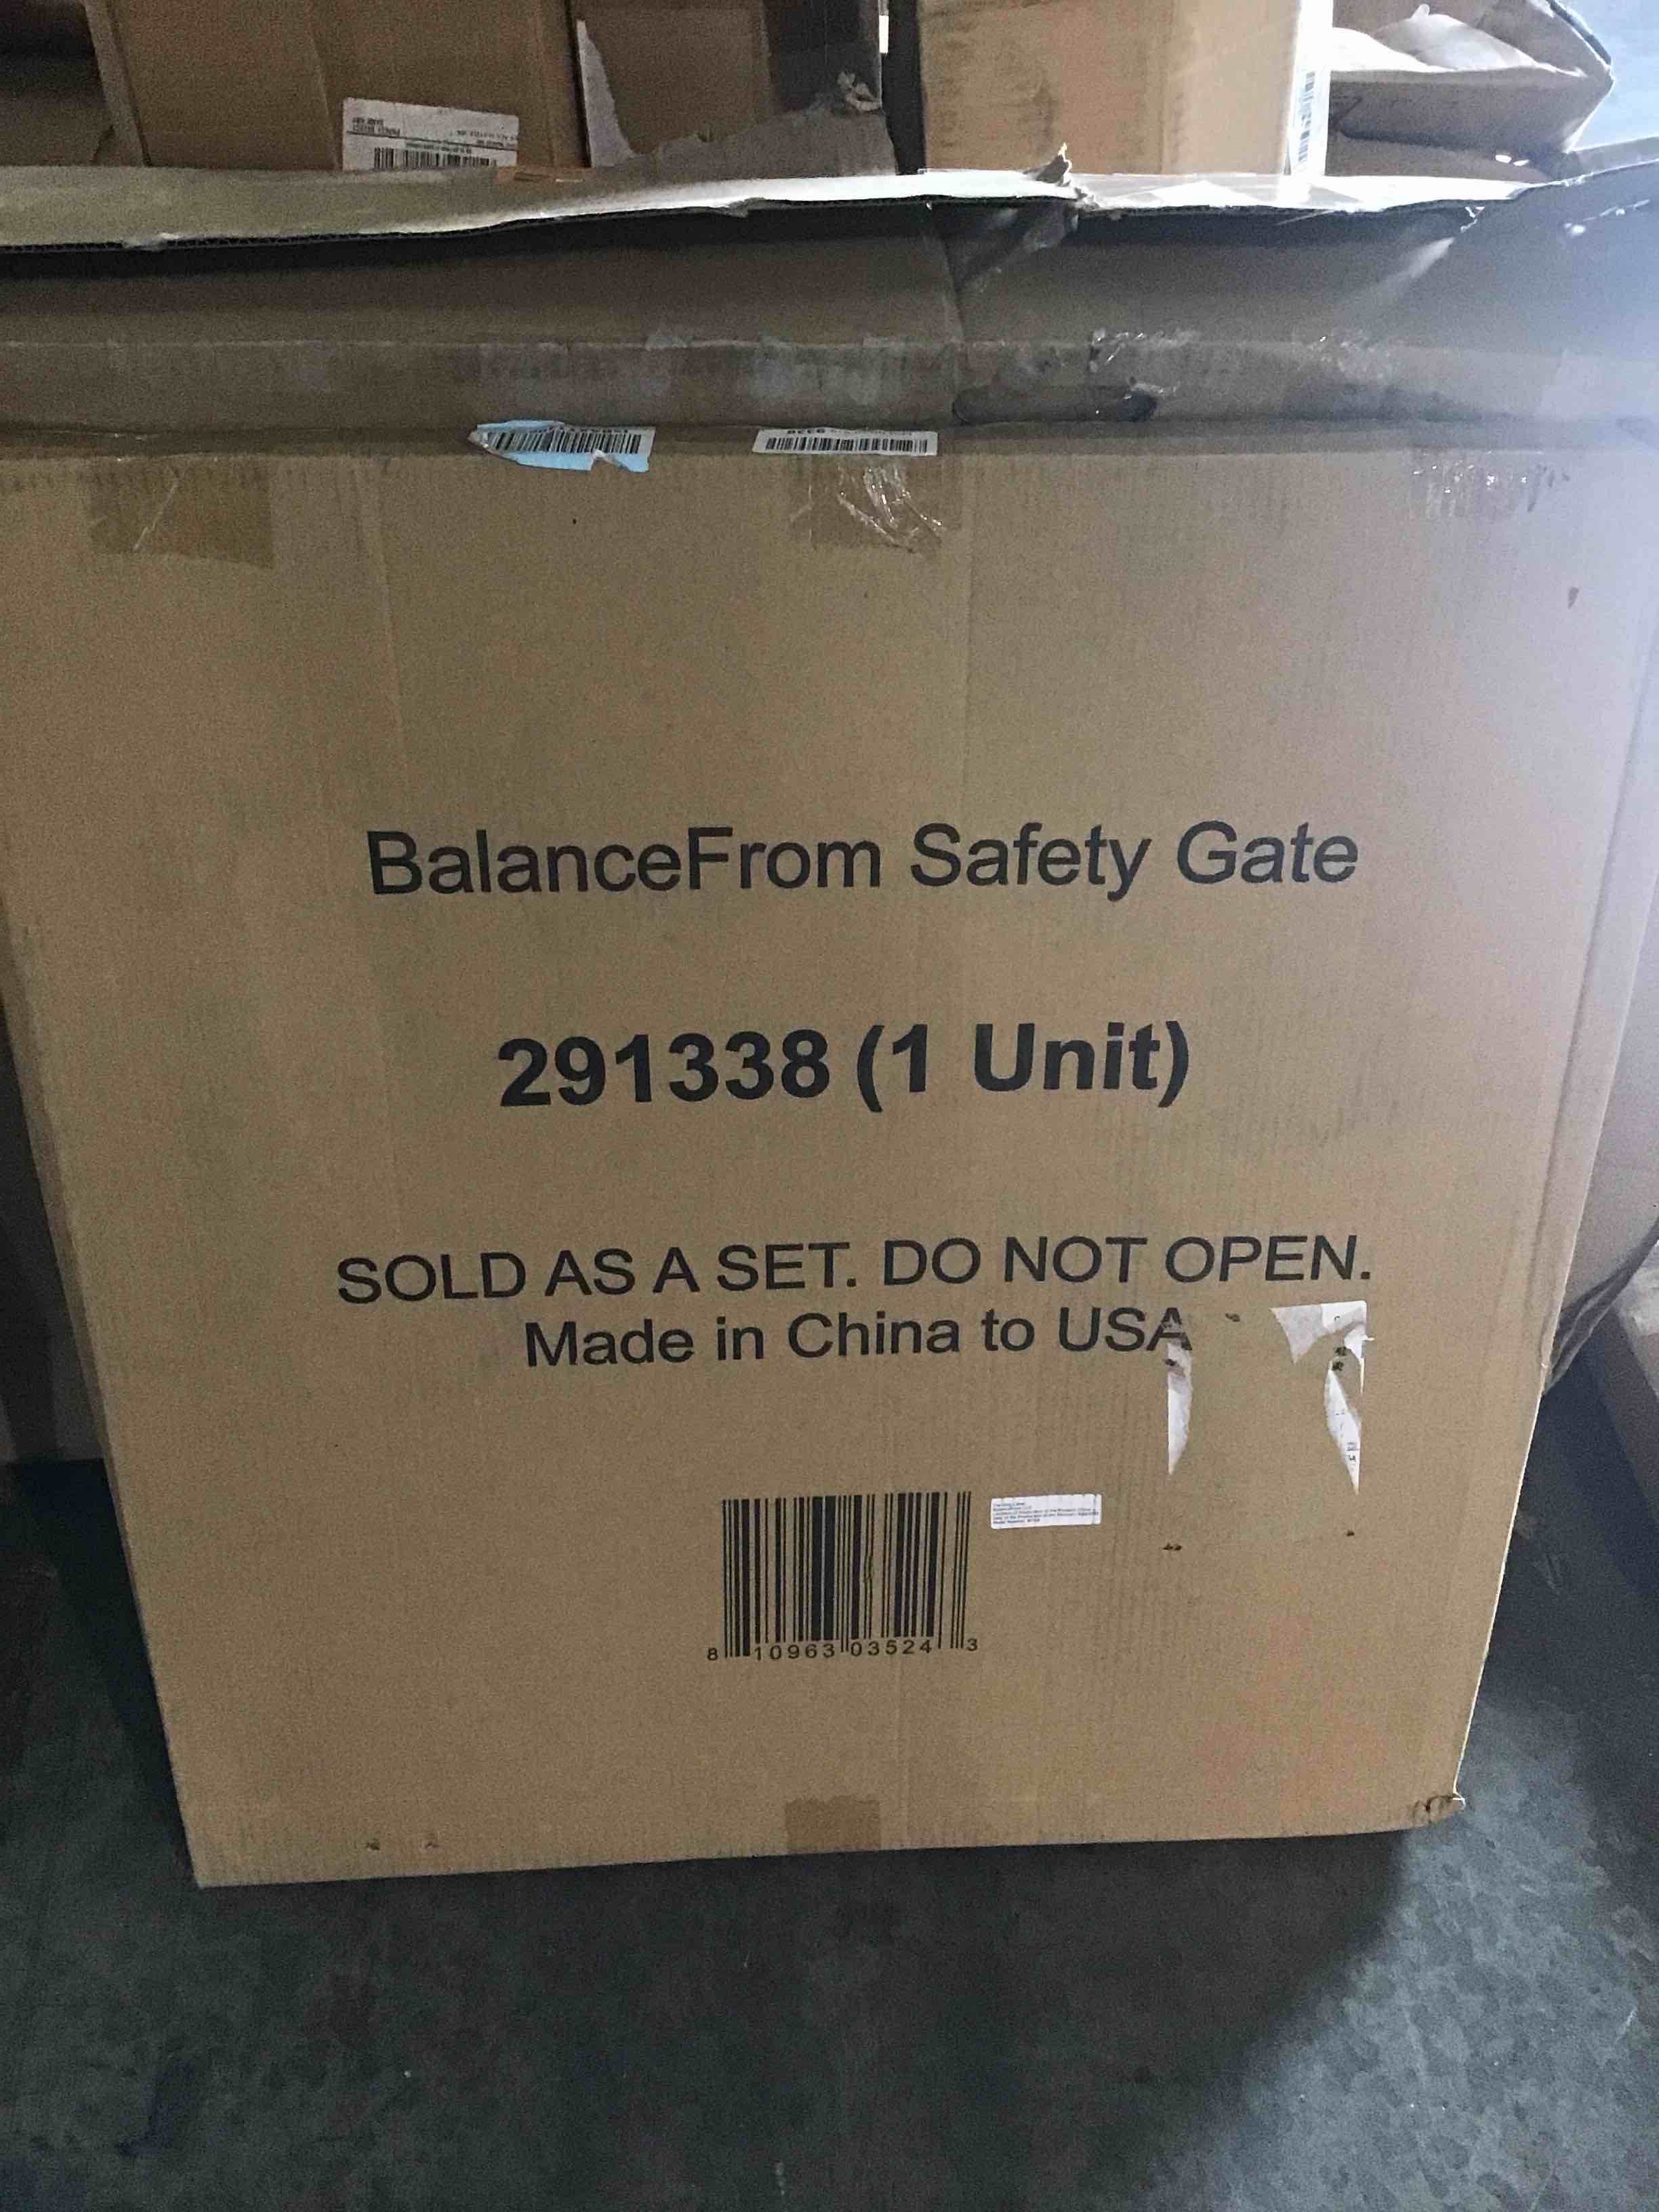 BalanceFrom Safety Gate
291338 (1 Unit)
SOLD AS A SET. DO NOT OPEN.
Made in China to USA
8 10963 03524 3